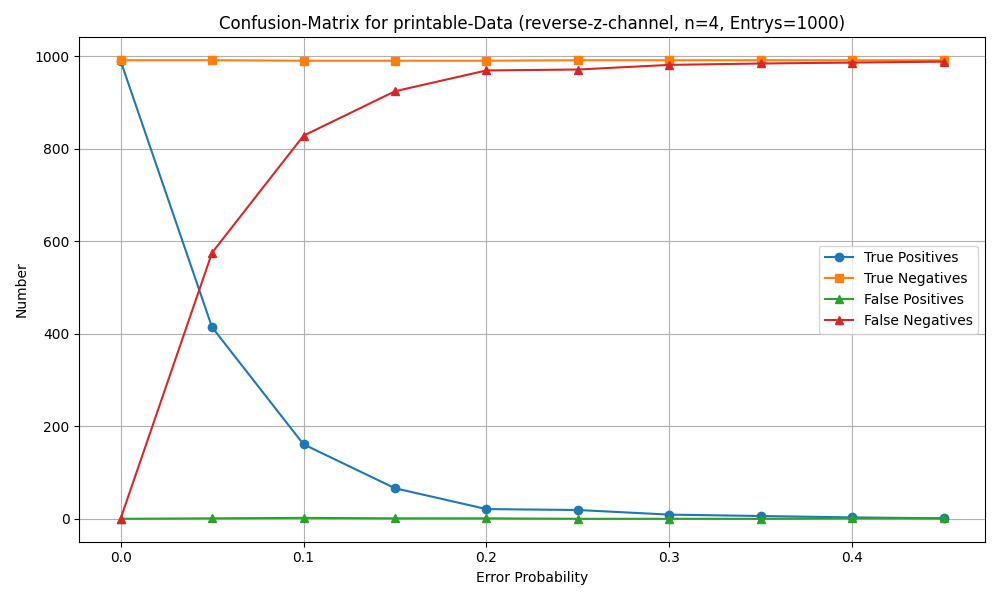 Confusion-Matrix for printable-Data (reverse-z-channel, n=4, Entrys=1000)
1000
800
600
400
200
0
Number
True Positives
True Negatives
False Positives
False Negatives
0.0 0.1 0.2 0.3 0.4
Error Probability